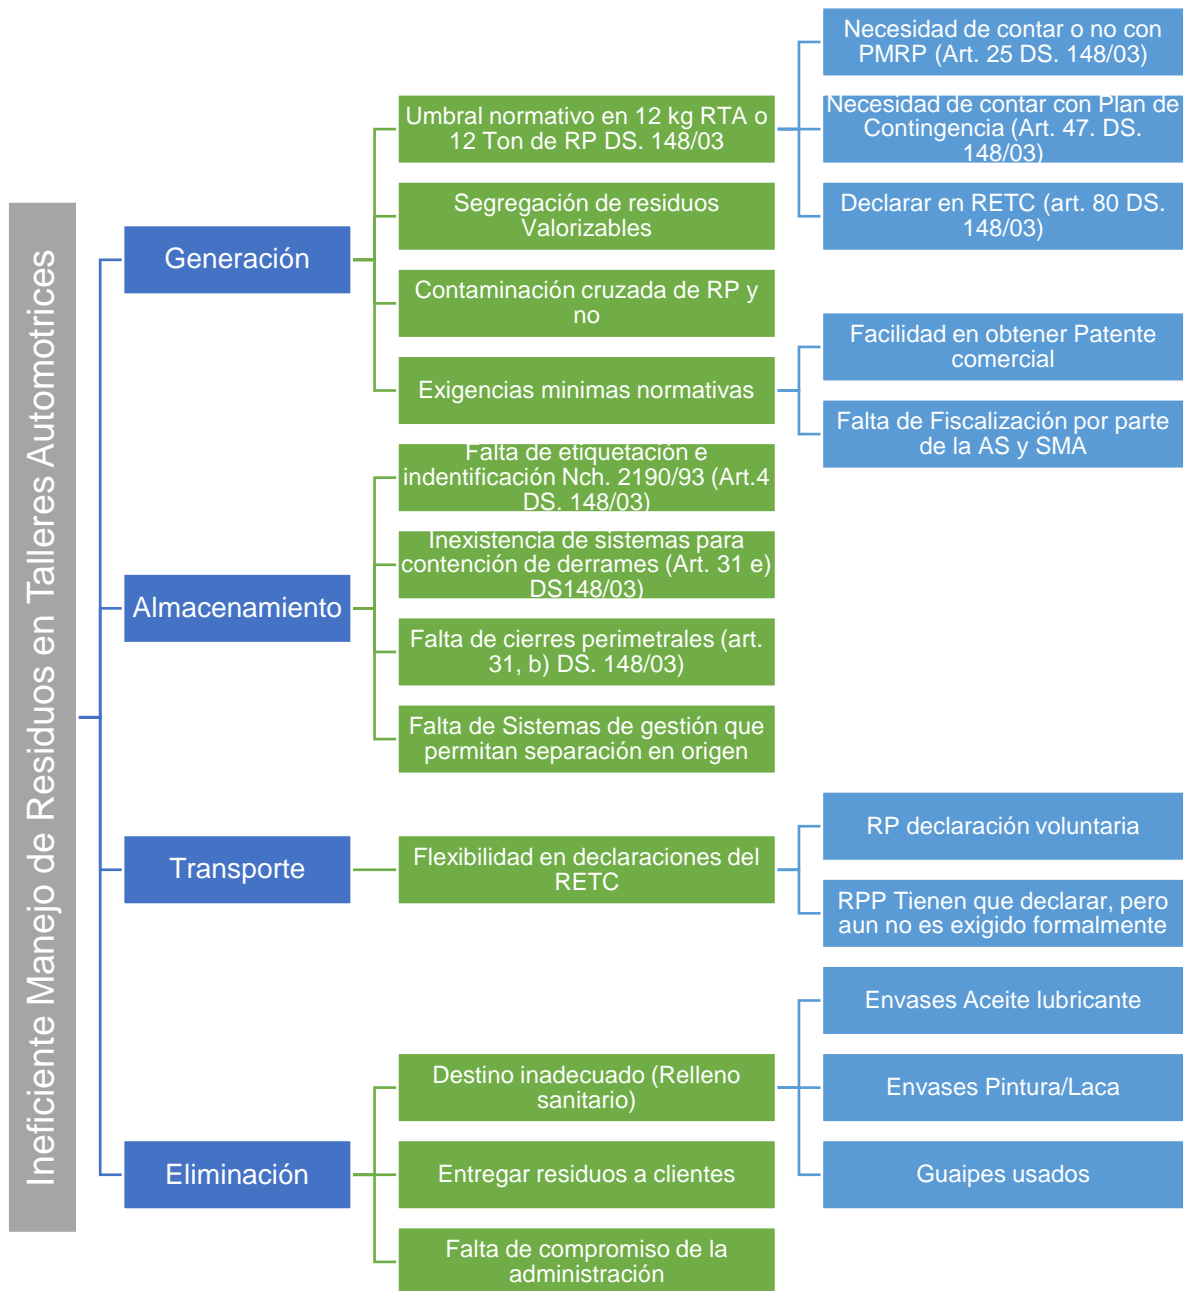 Ineficiente Manejo de Residuos en Talleres Automotrices
Generación
Umbral normativo en 12 kg RTA o
12 Ton de RP DS. 148/03
Necesidad de contar o no con
PMRP (Art. 25 DS. 148/03)
Necesidad de contar con Plan de
Contingencia (Art. 47. DS.
148/03)
Declarar en RETC (art. 80 DS.
148/03)
Segregación de residuos
Valorizables
Contaminación cruzada de RP y
no
Exigencias minimas normativas
Facilidad en obtener Patente
comercial
Falta de Fiscalización por parte
de la AS y SMA
Almacenamiento
Falta de etiquetación e
indentificación Nch. 2190/93 (Art.4
DS. 148/03)
Inexistencia de sistemas para
contención de derrames (Art. 31 e)
DS148/03)
Falta de cierres perimetrales (art.
31, b) DS. 148/03)
Falta de Sistemas de gestión que
permitan separación en origen
Transporte
Flexibilidad en declaraciones del
RETC
RP declaración voluntaria
RPP Tienen que declarar, pero
aun no es exigido formalmente
Eliminación
Destino inadecuado (Relleno
sanitario)
Envases Aceite lubricante
Envases Pintura/Laca
Guaipes usados
Entregar residuos a clientes
Falta de compromiso de la
administración